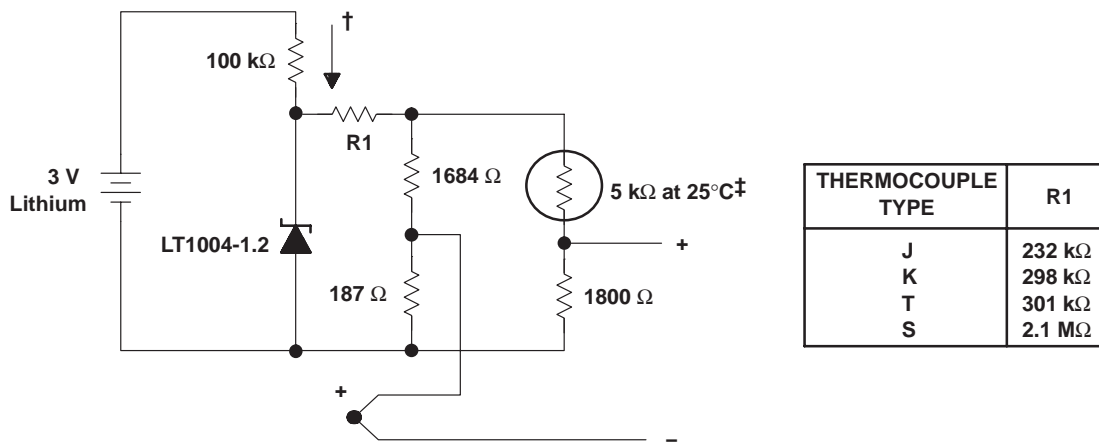 †
100 kΩ
R1
3 V
Lithium
1684 Ω
5 kΩ at 25°C‡
+
LT1004-1.2
187 Ω
1800 Ω
+
−
THERMOCOUPLE
TYPE
R1
J
232 kΩ
K
298 kΩ
T
301 kΩ
S
2.1 MΩ